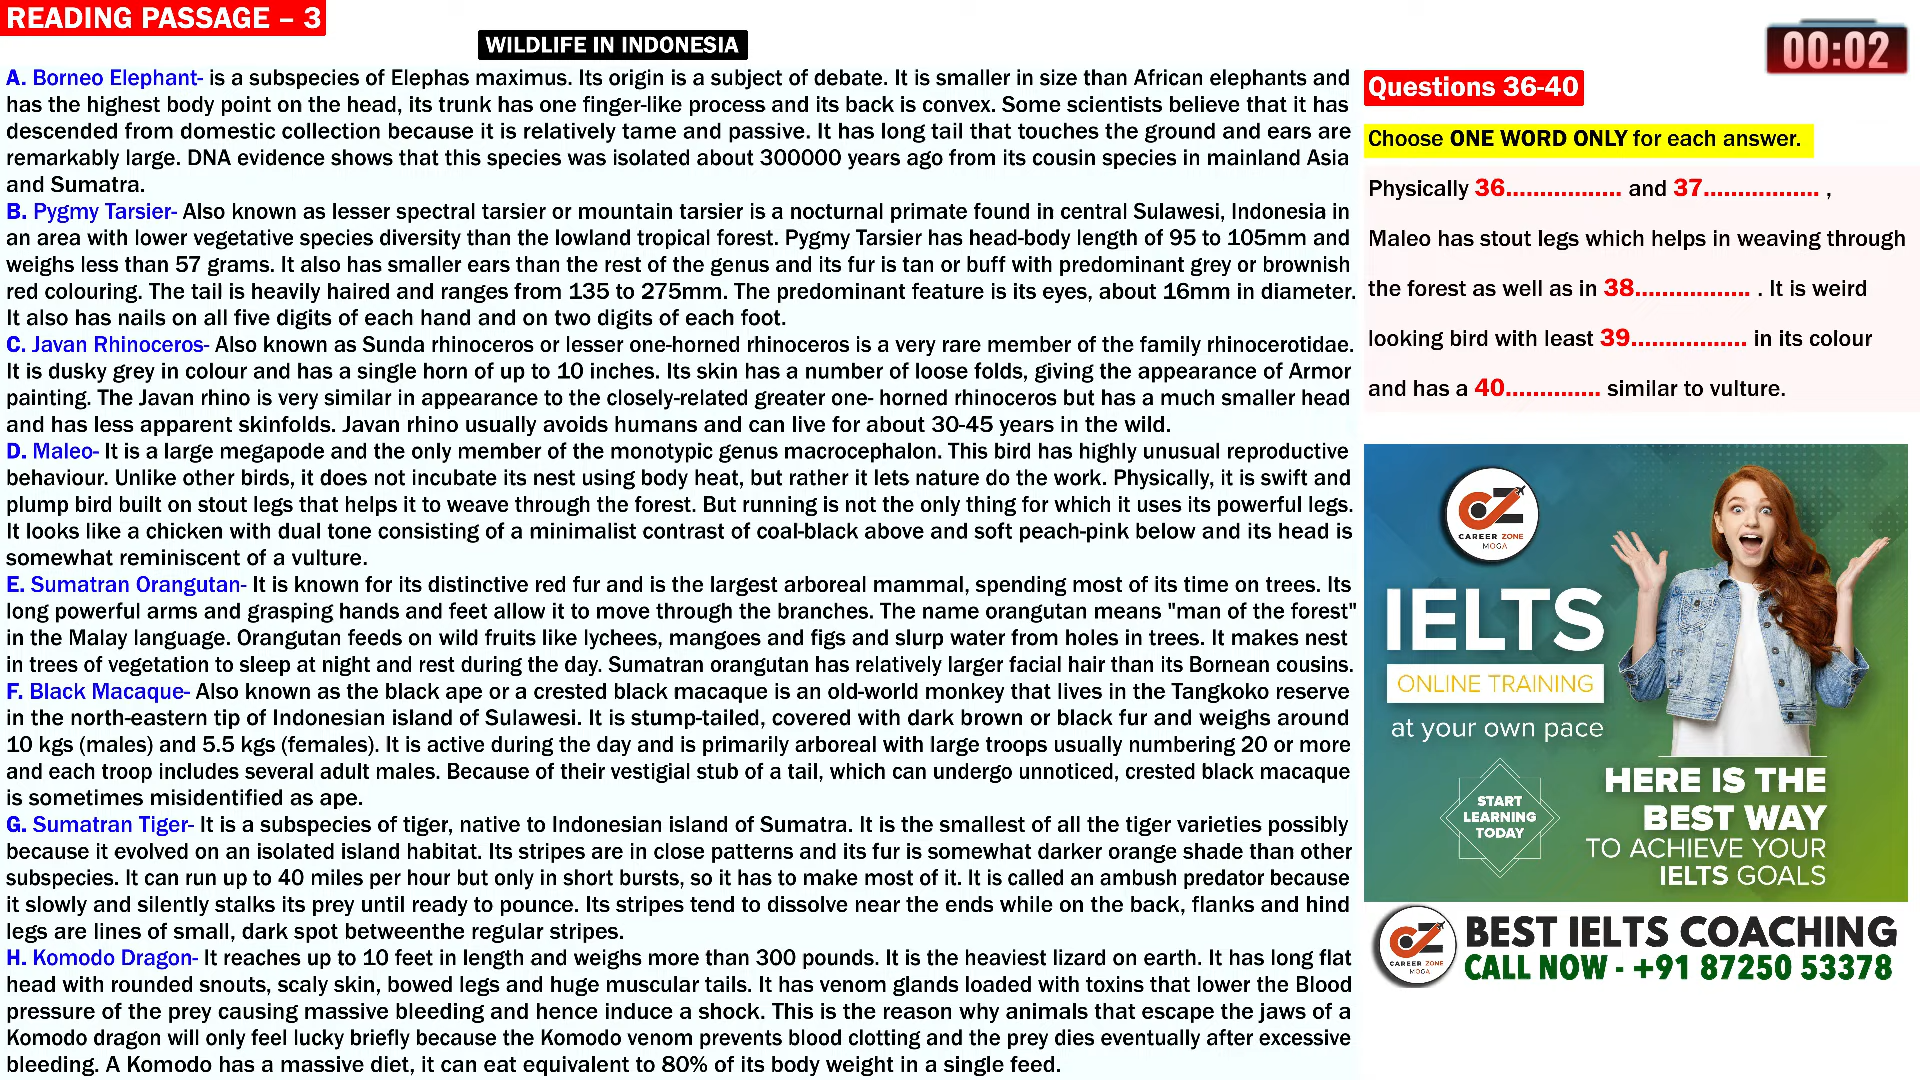 READING PASSAGE – 3
WILDLIFE IN INDONESIA
A. Borneo Elephant- is a subspecies of Elephas maximus. Its origin is a subject of debate. It is smaller in size than African elephants and
has the highest body point on the head, its trunk has one finger-like process and its back is convex. Some scientists believe that it has
descended from domestic collection because it is relatively tame and passive. It has long tail that touches the ground and ears are
remarkably large. DNA evidence shows that this species was isolated about 300000 years ago from its cousin species in mainland Asia
and Sumatra.
B. Pygmy Tarsier- Also known as lesser spectral tarsier or mountain tarsier is a nocturnal primate found in central Sulawesi, Indonesia in
an area with lower vegetative species diversity than the lowland tropical forest. Pygmy Tarsier has head-body length of 95 to 105mm and
weighs less than 57 grams. It also has smaller ears than the rest of the genus and its fur is tan or buff with predominant grey or brownish
red colouring. The tail is heavily haired and ranges from 135 to 275mm. The predominant feature is its eyes, about 16mm in diameter.
It also has nails on all five digits of each hand and on two digits of each foot.
C. Javan Rhinoceros- Also known as Sunda rhinoceros or lesser one-horned rhinoceros is a very rare member of the family rhinocerotidae.
It is dusky grey in colour and has a single horn of up to 10 inches. Its skin has a number of loose folds, giving the appearance of Armor
painting. The Javan rhino is very similar in appearance to the closely-related greater one- horned rhinoceros but has a much smaller head
and has less apparent skinfolds. Javan rhino usually avoids humans and can live for about 30-45 years in the wild.
D. Maleo- It is a large megapode and the only member of the monotypic genus macrocephalon. This bird has highly unusual reproductive
behaviour. Unlike other birds, it does not incubate its nest using body heat, but rather it lets nature do the work. Physically, it is swift and
plump bird built on stout legs that helps it to weave through the forest. But running is not the only thing for which it uses its powerful legs.
It looks like a chicken with dual tone consisting of a minimalist contrast of coal-black above and soft peach-pink below and its head is
somewhat reminiscent of a vulture.
E. Sumatran Orangutan- It is known for its distinctive red fur and is the largest arboreal mammal, spending most of its time on trees. Its
long powerful arms and grasping hands and feet allow it to move through the branches. The name orangutan means "man of the forest"
in the Malay language. Orangutan feeds on wild fruits like lychees, mangoes and figs and slurp water from holes in trees. It makes nest
in trees of vegetation to sleep at night and rest during the day. Sumatran orangutan has relatively larger facial hair than its Bornean cousins.
F. Black Macaque- Also known as the black ape or a crested black macaque is an old-world monkey that lives in the Tangkoko reserve
in the north-eastern tip of Indonesian island of Sulawesi. It is stump-tailed, covered with dark brown or black fur and weighs around
10 kgs (males) and 5.5 kgs (females). It is active during the day and is primarily arboreal with large troops usually numbering 20 or more
and each troop includes several adult males. Because of their vestigial stub of a tail, which can undergo unnoticed, crested black macaque
is sometimes misidentified as ape.
G. Sumatran Tiger- It is a subspecies of tiger, native to Indonesian island of Sumatra. It is the smallest of all the tiger varieties possibly
because it evolved on an isolated island habitat. Its stripes are in close patterns and its fur is somewhat darker orange shade than other
subspecies. It can run up to 40 miles per hour but only in short bursts, so it has to make most of it. It is called an ambush predator because
it slowly and silently stalks its prey until ready to pounce. Its stripes tend to dissolve near the ends while on the back, flanks and hind
legs are lines of small, dark spot betweenthe regular stripes.
H. Komodo Dragon- It reaches up to 10 feet in length and weighs more than 300 pounds. It is the heaviest lizard on earth. It has long flat
head with rounded snouts, scaly skin, bowed legs and huge muscular tails. It has venom glands loaded with toxins that lower the Blood
pressure of the prey causing massive bleeding and hence induce a shock. This is the reason why animals that escape the jaws of a
Komodo dragon will only feel lucky briefly because the Komodo venom prevents blood clotting and the prey dies eventually after excessive
bleeding. A Komodo has a massive diet, it can eat equivalent to 80% of its body weight in a single feed.
00:02
Questions 36-40
Choose ONE WORD ONLY for each answer.
Physically 36................. and 37................. ,
Maleo has stout legs which helps in weaving through
the forest as well as in 38................. . It is weird
looking bird with least 39................. in its colour
and has a 40.............. similar to vulture.
CZ
CAREER ZONE
MOGA
IELTS
ONLINE TRAINING
at your own pace
START
LEARNING
TODAY
HERE IS THE
BEST WAY
TO ACHIEVE YOUR
IELTS GOALS
CZ
CAREER ZONE
MOGA
BEST IELTS COACHING
CALL NOW - +91 87250 53378